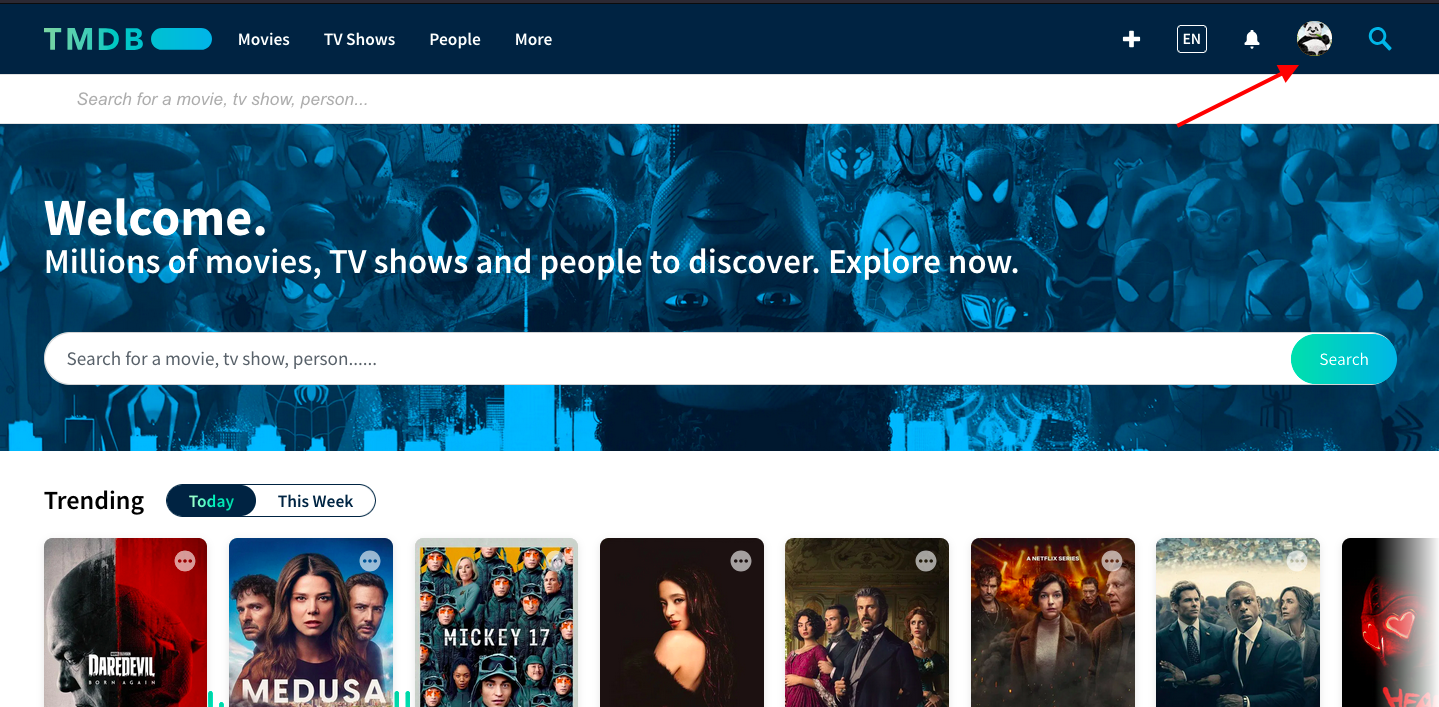 TMDB
Movies TV Shows People More EN
Search for a movie, tv show, person...
Welcome.
Millions of movies, TV shows and people to discover. Explore now.
Search for a movie, tv show, person...... Search
Trending Today This Week
A NETFLIX SERIES
MICKEY 17
DAREDEVIL
BORN AGAIN
MEDUSA